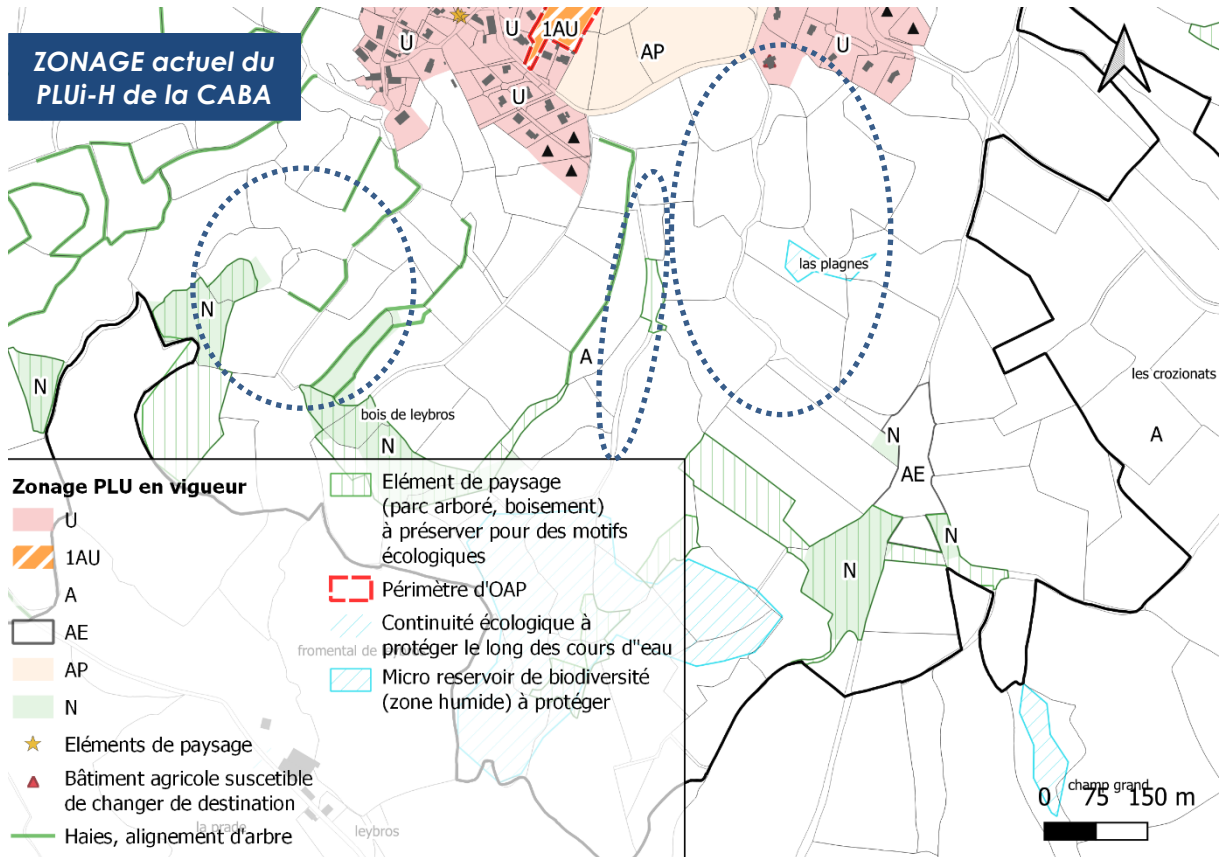 ZONAGE actuel du
PLUi-H de la CABA
U
U
1AU
AP
U
U
las plagnes
N
N
A
les crozionats
A
bois de leybros
N
N
AE
N
N
Zonage PLU en vigueur
U
1AU
A
AE
AP
N
Eléments de paysage
Bâtiment agricole suscetible
de changer de destination
Haies, alignement d'arbre
Elément de paysage
(parc arboré, boisement)
à préserver pour des motifs
écologiques
Périmètre d'OAP
Continuité écologique à
protéger le long des cours d"eau
Micro reservoir de biodiversité
(zone humide) à protéger
fromental de
la prade
leybros
champ grand
0 75 150 m